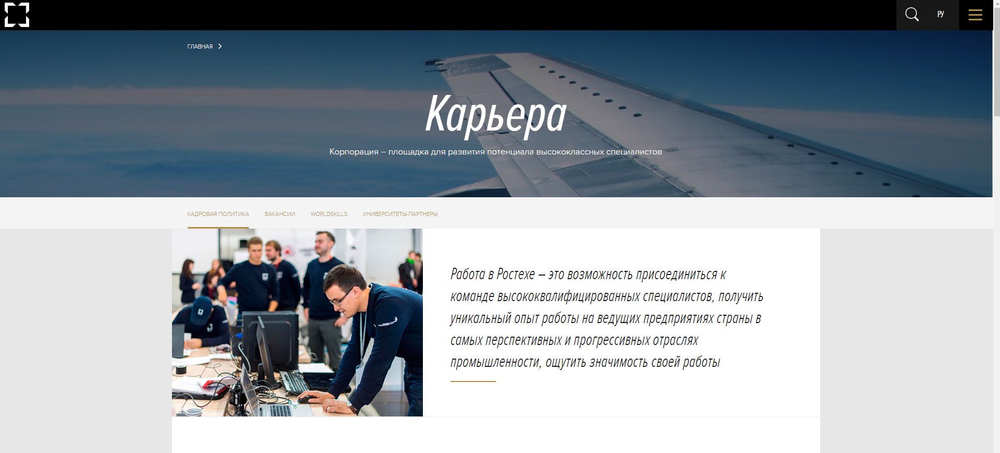 РУ
ГЛАВНАЯ
Карьера
Корпорация – площадка для развития потенциала высококлассных специалистов
КАДРОВАЯ ПОЛИТИКА ВАКАНСИИ WORLDSKILLS УНИВЕРСИТЕТЫ-ПАРТНЕРЫ
Работа в Ростехе – это возможность присоединиться к
команде высококвалифицированных специалистов, получить
уникальный опыт работы на ведущих предприятиях страны в
самых перспективных и прогрессивных отраслях
промышленности, ощутить значимость своей работы